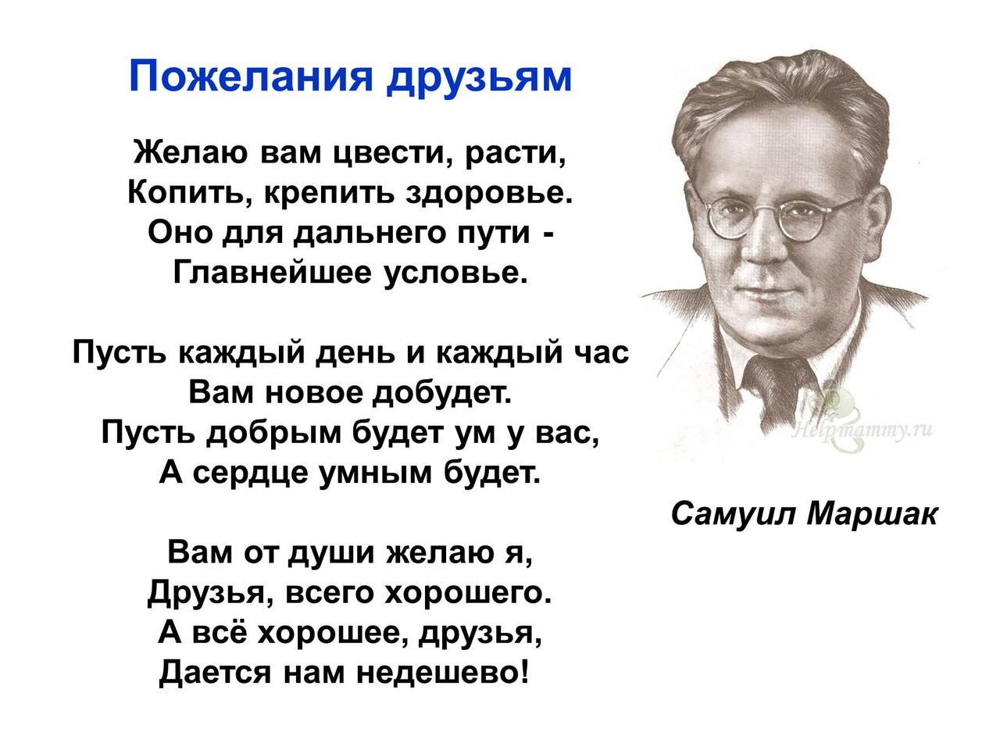 Пожелания друзьям
Желаю вам цвести, расти,
Копить, крепить здоровье.
Оно для дальнего пути -
Главнейшее условье.
Пусть каждый день и каждый час
Вам новое добудет.
Пусть добрым будет ум у вас,
А сердце умным будет.
Вам от души желаю я,
Друзья, всего хорошего.
А всё хорошее, друзья,
Дается нам недешево!
Helpmammy.ru
Самуил Маршак